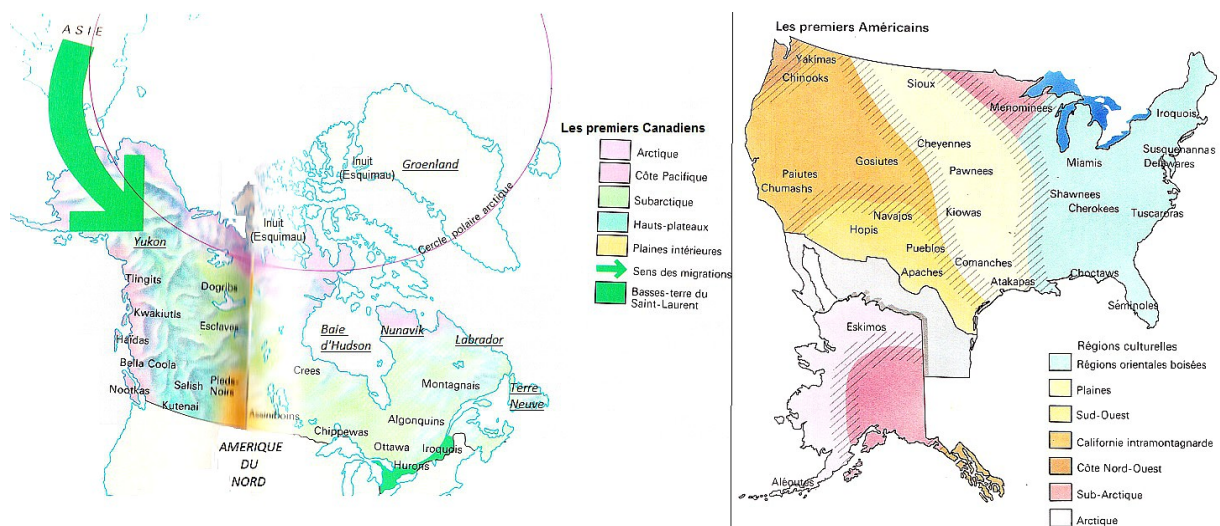 ASIE
Yukon
Tlingits
Dogribs
Kwakiutis
Esclaves
Haïdas
Bella Coola
Nootkas
Salish
Pieds
Noirs
Kutenai
Inuit
(Esquimau)
Inuit
(Esquimau)
Groenland
Cercle polaire arctique
Baie
d'Hudson
Nunavik
Labrador
Crees
Montagnais
Terre
Neuve
Algonquins
Chippewas
Ottawa
Iroquois
Hurons
AMERIQUE
DU
NORD
Les premiers Canadiens
Arctique
Côte Pacifique
Subarctique
Hauts-plateaux
Plaines intérieures
Sens des migrations
Basses-terre du
Saint-Laurent
Les premiers Américains
Yakimas
Chinooks
Sioux
Menominees
Iroquois
Cheyennes
Susquenannas
Delawares
Miamis
Gosiutes
Paiutes
Chumashs
Pawnees
Shawnees
Cherokees
Tuscaroras
Navajos
Kiowas
Hopis
Pueblos
Comanches
Apaches
Atakapas
Choctaws
Séminoles
Eskimos
Aléoutes
Régions culturelles
Régions orientales boisées
Plaines
Sud-Ouest
Californie intramontagnarde
Côte Nord-Ouest
Sub-Arctique
Arctique